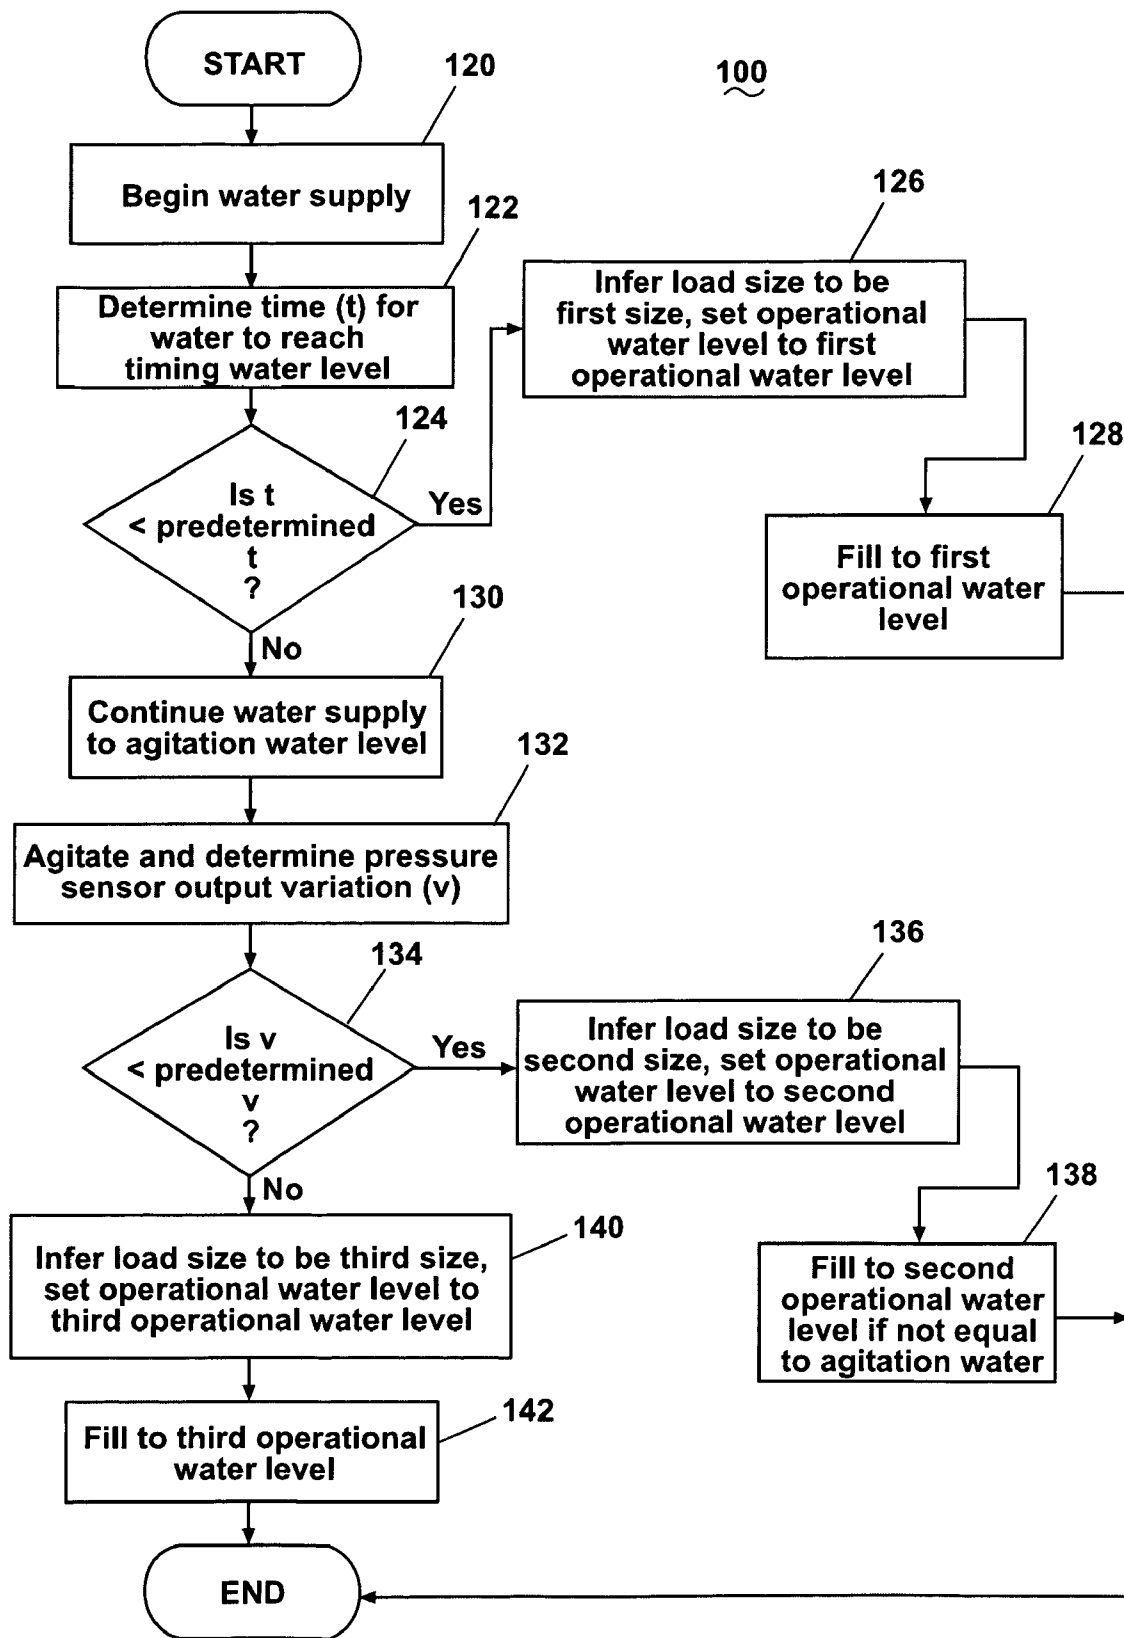 START
120
100
Begin water supply
122
126
Determine time (t) for
water to reach
timing water level
Infer load size to be
first size, set operational
water level to first
operational water level
124
128
Is t
< predetermined
t
?
Yes
Fill to first
operational water
level
No
130
Continue water supply
to agitation water level
132
Agitate and determine pressure
sensor output variation (v)
134
136
Is v
< predetermined
v
?
Yes
Infer load size to be
second size, set operational
water level to second
operational water level
No
138
140
Infer load size to be third size,
set operational water level to
third operational water level
Fill to second
operational water
level if not equal
to agitation water
142
Fill to third operational
water level
END